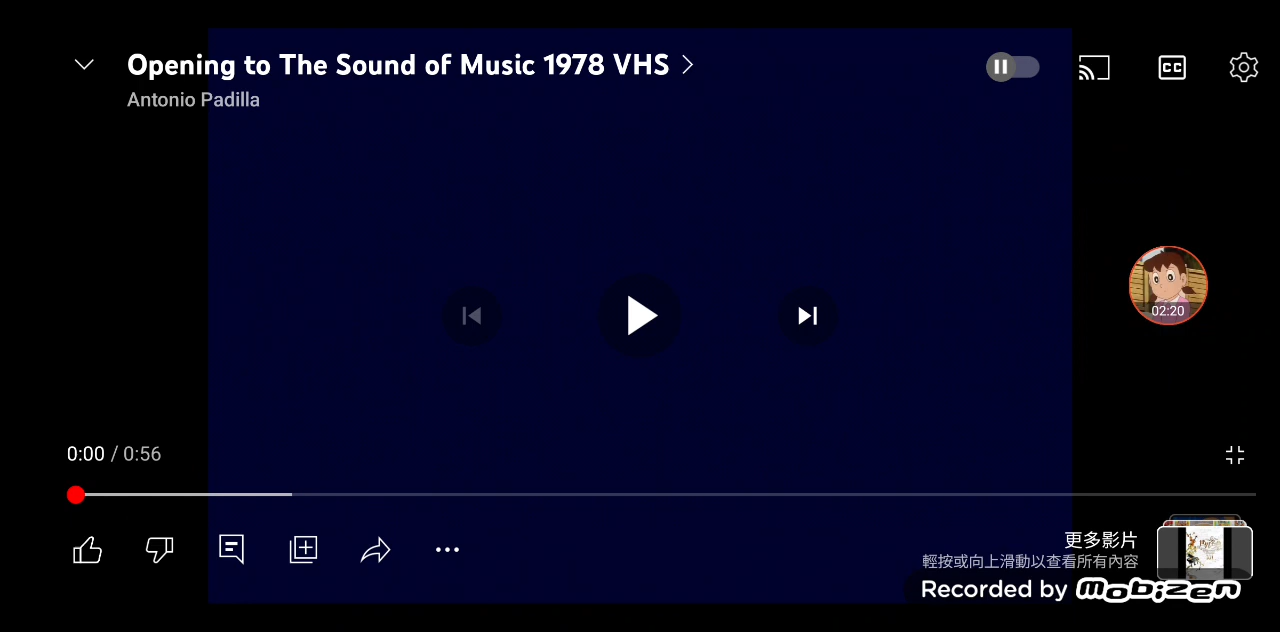 Opening to The Sound of Music 1978 VHS
Antonio Padilla
CC
02:20
0:00 / 0:56
更多影片
輕按或向上滑動以查看所有內容
Recorded by mobizen